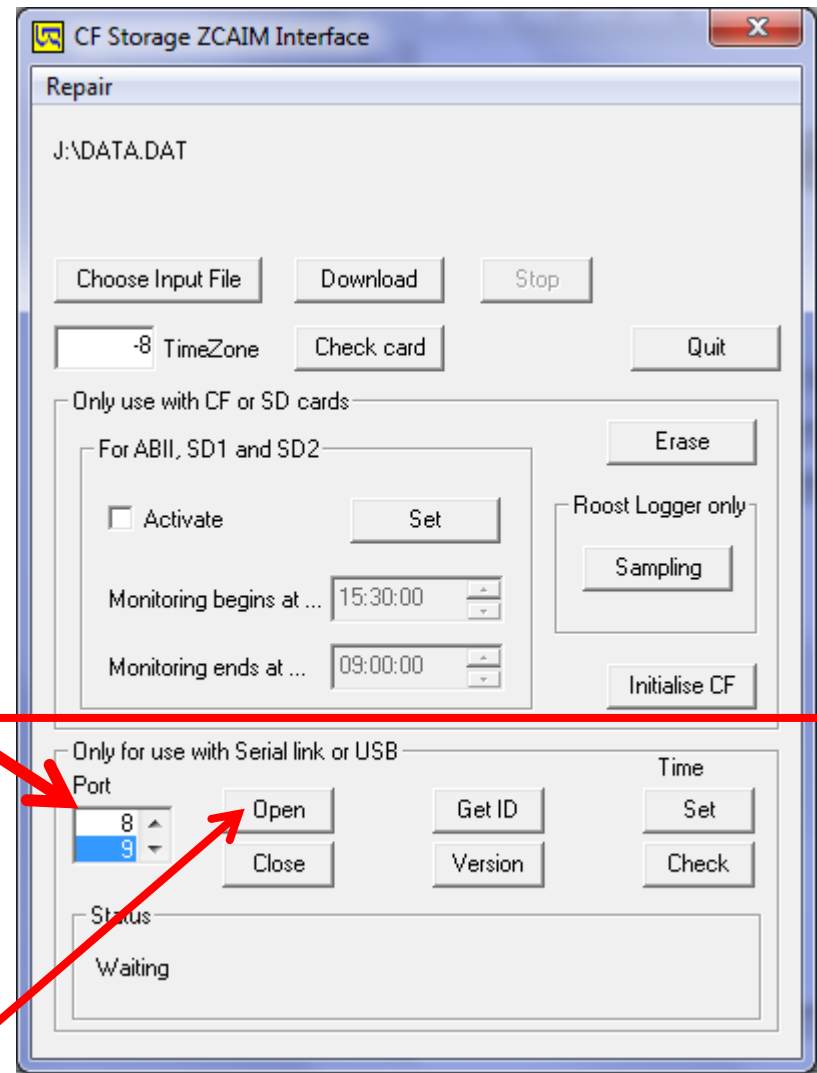 CF Storage ZCAIM Interface
Repair
J:\DATA.DAT
Choose Input File Download Stop
-8 TimeZone Check card Quit
Only use with CF or SD cards
Erase
For ABII, SD1 and SD2
Activate Set
Roost Logger only
Sampling
Monitoring begins at ... 15:30:00
Monitoring ends at ... 09:00:00
Initialise CF
Only for use with Serial link or USB
Port Time
8 Open Get ID Set
9 Close Version Check
Status
Waiting